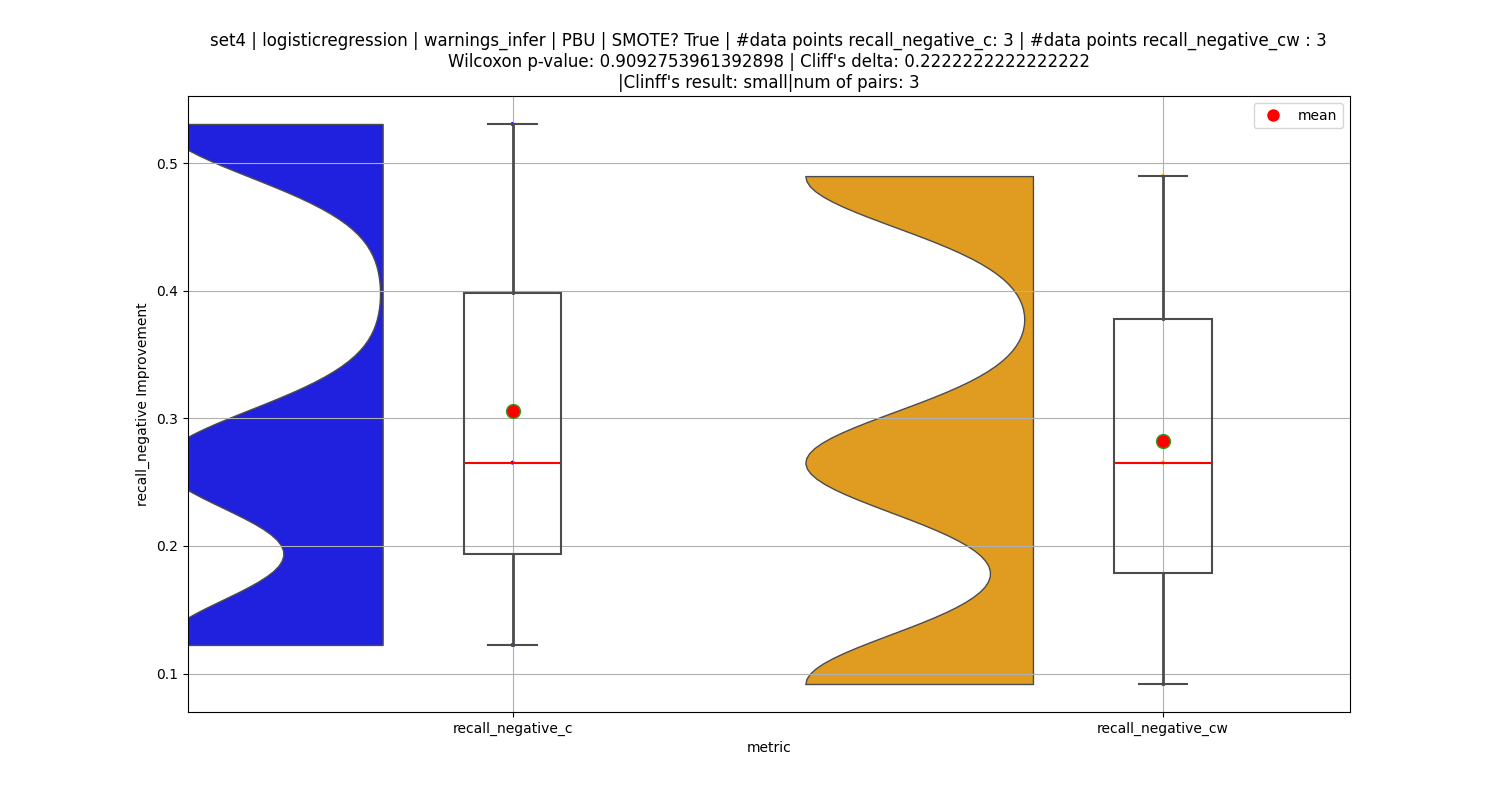 set4 | logisticregression | warnings_infer | PBU | SMOTE? True | #data points recall_negative_c: 3 | #data points recall_negative_cw : 3
Wilcoxon p-value: 0.9092753961392898 | Cliff's delta: 0.2222222222222222
|Clinff's result: small|num of pairs: 3
mean
0.5
0.4
0.3
0.2
0.1
recall_negative Improvement
recall_negative_c
recall_negative_cw
metric